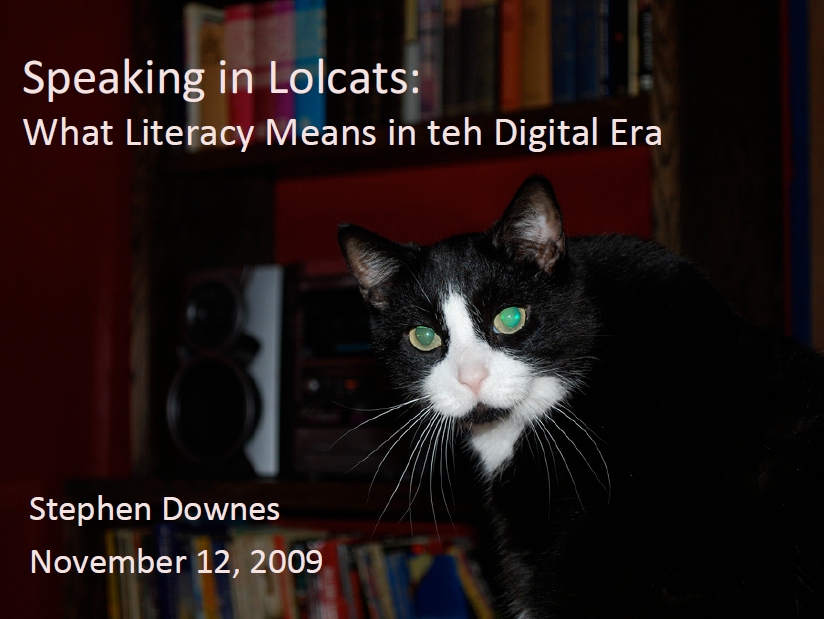 Speaking in Lolcats:
What Literacy Means in teh Digital Era
Stephen Downes
November 12, 2009